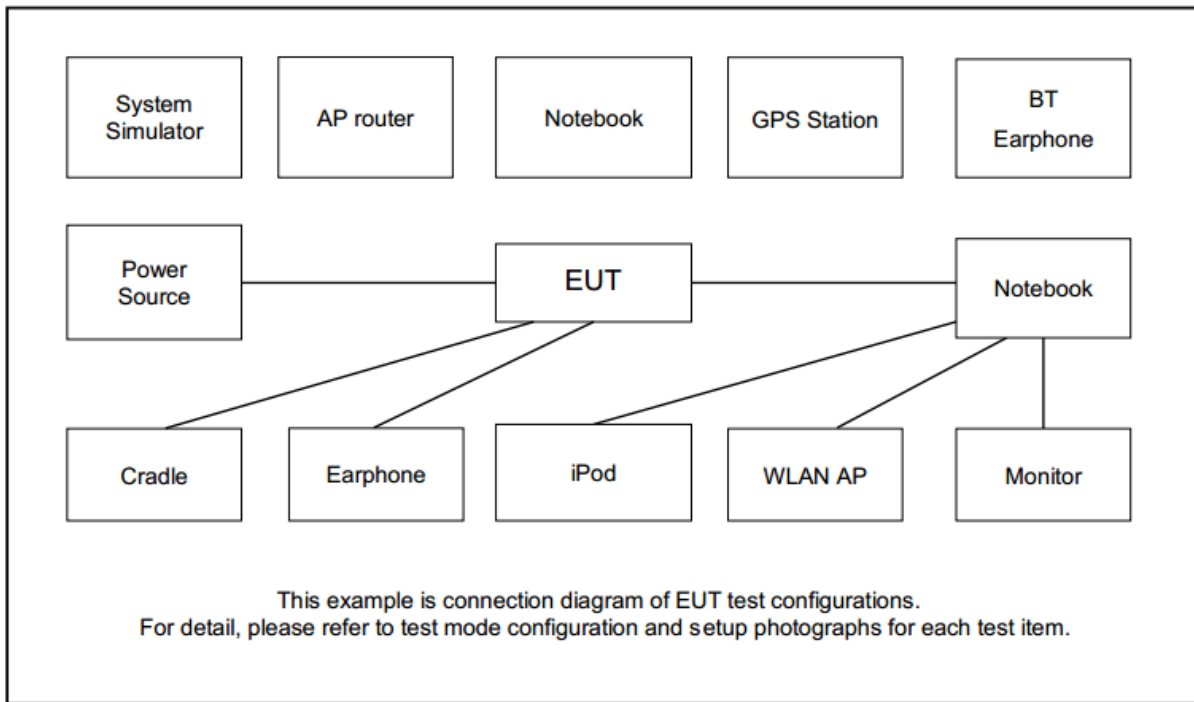 System
Simulator
AP router
Notebook
GPS Station
BT
Earphone
Power
Source
EUT
Notebook
Cradle
Earphone
iPod
WLAN AP
Monitor
This example is connection diagram of EUT test configurations.
For detail, please refer to test mode configuration and setup photographs for each test item.